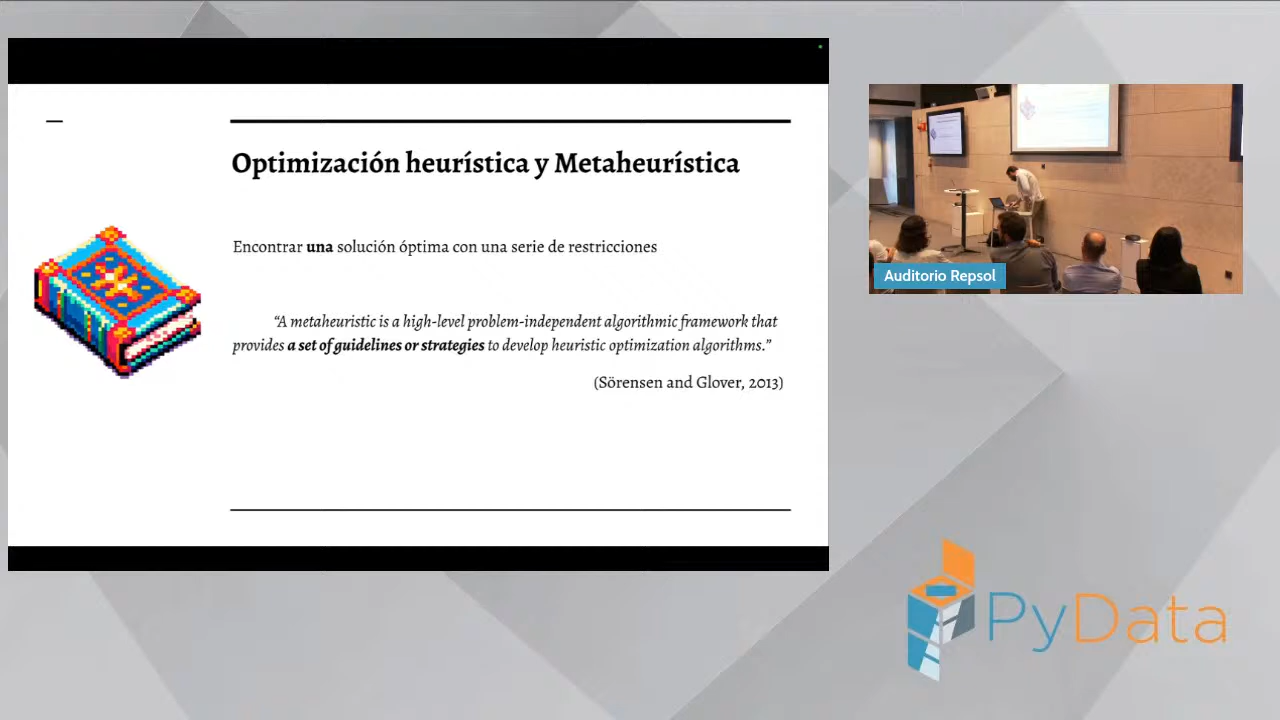 Optimización heurística y Metaheurística
Encontrar una solución óptima con una serie de restricciones
“A metaheuristic is a high-level problem-independent algorithmic framework that
provides a set of guidelines or strategies to develop heuristic optimization algorithms.”
(Sörensen and Glover, 2013)
Auditorio Repsol
PyData